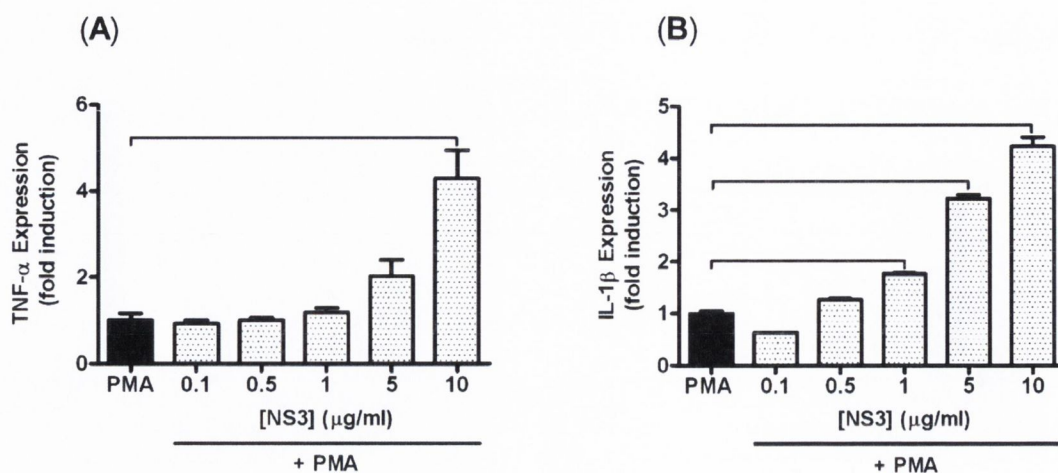 (A)
TNF-α Expression
(fold induction)
6
4
2
0
PMA 0.1 0.5 1 5 10
[NS3] (μg/ml)
+ PMA
(B)
IL-1β Expression
(fold induction)
5
4
3
2
1
0
PMA 0.1 0.5 1 5 10
[NS3] (μg/ml)
+ PMA